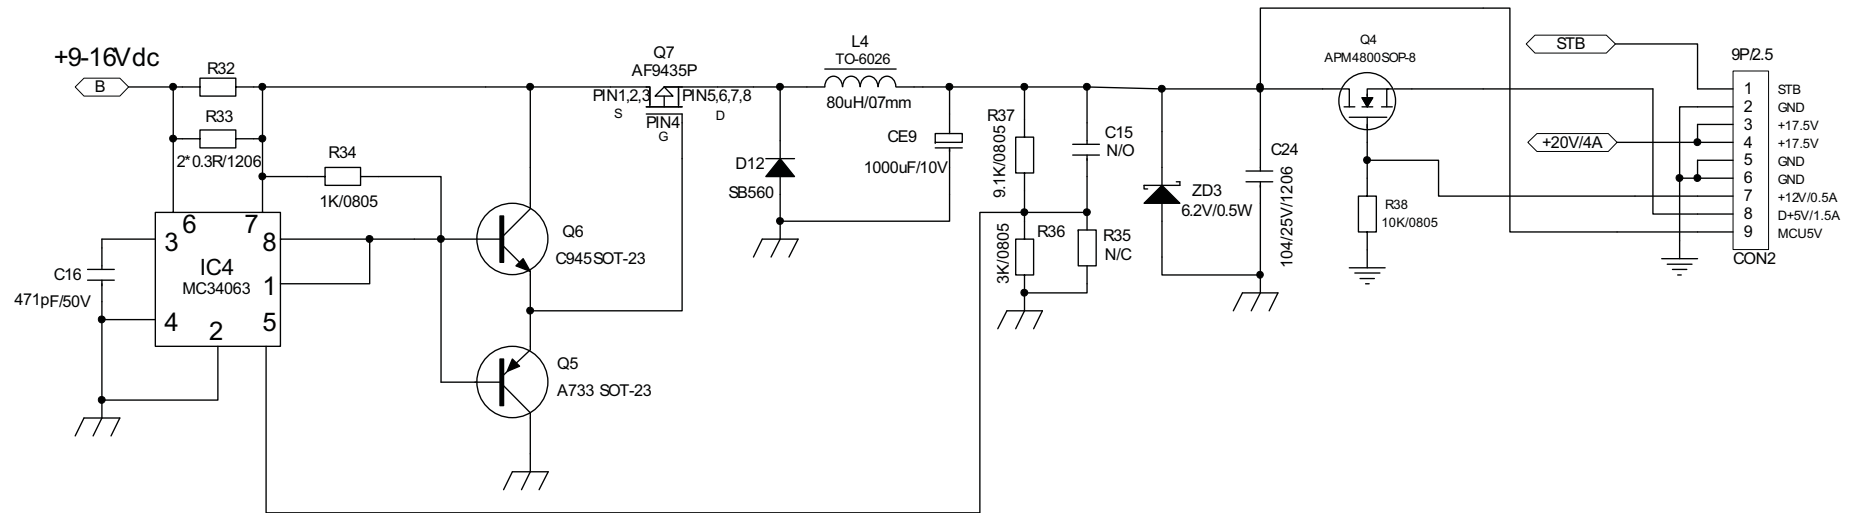 +9-16Vdc
B
R32
R33
2*0.3R/1206
R34
1K/0805
6
7
3
8
IC4
MC34063
1
4
2
5
C16
471pF/50V
Q6
C945SOT-23
Q5
A733 SOT-23
Q7
AF9435P
PIN1,2,3
PIN5,6,7,8
S
D
PIN4
G
L4
TO-6026
80uH/0.7mm
D12
SB560
CE9
1000uF/10V
R37
9.1K/0805
C15
N/O
R36
3K/0805
R35
N/C
ZD3
6.2V/0.5W
C24
104/25V/1206
Q4
APM4800SOP-8
R38
10K/0805
STB
+20V/4A
9P/2.5
1 STB
2 GND
3 +17.5V
4 +17.5V
5 GND
6 GND
7 +12V/0.5A
8 D+5V/1.5A
9 MCU5V
CON2